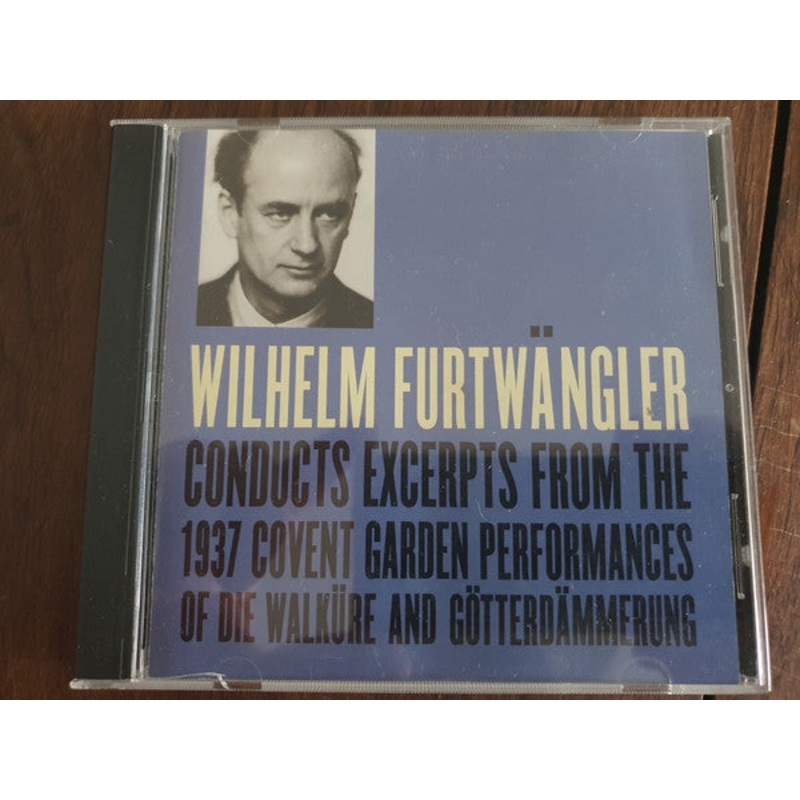 WILHELM FURTWÄNGLER
CONDUCTS EXCERPTS FROM THE
1937 COVENT GARDEN PERFORMANCES
OF DIE WALKÜRE AND GÖTTERDÄMMERUNG